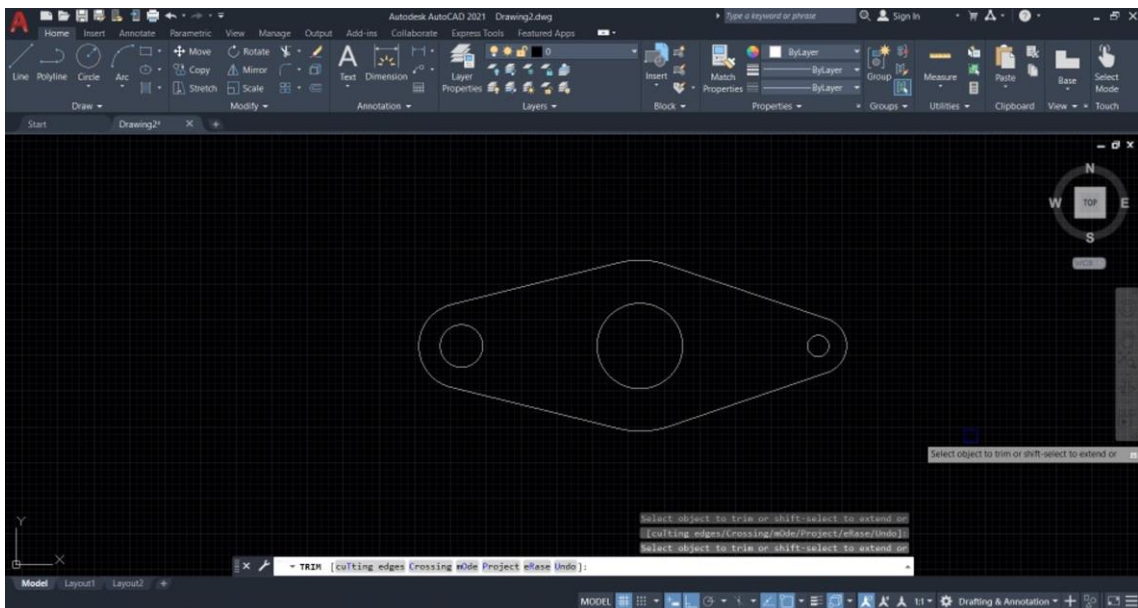 Autodesk AutoCAD 2021 Drawing2.dwg
Type a keyword or phrase
Sign In
Home Insert Annotate Parametric View Manage Output Add-ins Collaborate Express Tools Featured Apps
Line Polyline Circle Arc
Move Rotate
Copy Mirror
Stretch Scale
Text Dimension
Layer Properties
0
Insert
Match Properties
ByLayer
ByLayer
ByLayer
Group
Measure
Paste
Base
Select Mode
Draw Modify Annotation Layers Block Properties Groups Utilities Clipboard View Touch
Start Drawing2*
N
W TOP E
S
Select object to trim or shift-select to extend or
Select object to trim or shift-select to extend or
[cuTting edges/Crossing/mOde/Project/eRase/Undo]:
Select object to trim or shift-select to extend or
Y
X
TRIM [cuTting edges Crossing mOde Project eRase Undo]:
Model Layout1 Layout2 +
MODEL 1:1 Drafting & Annotation